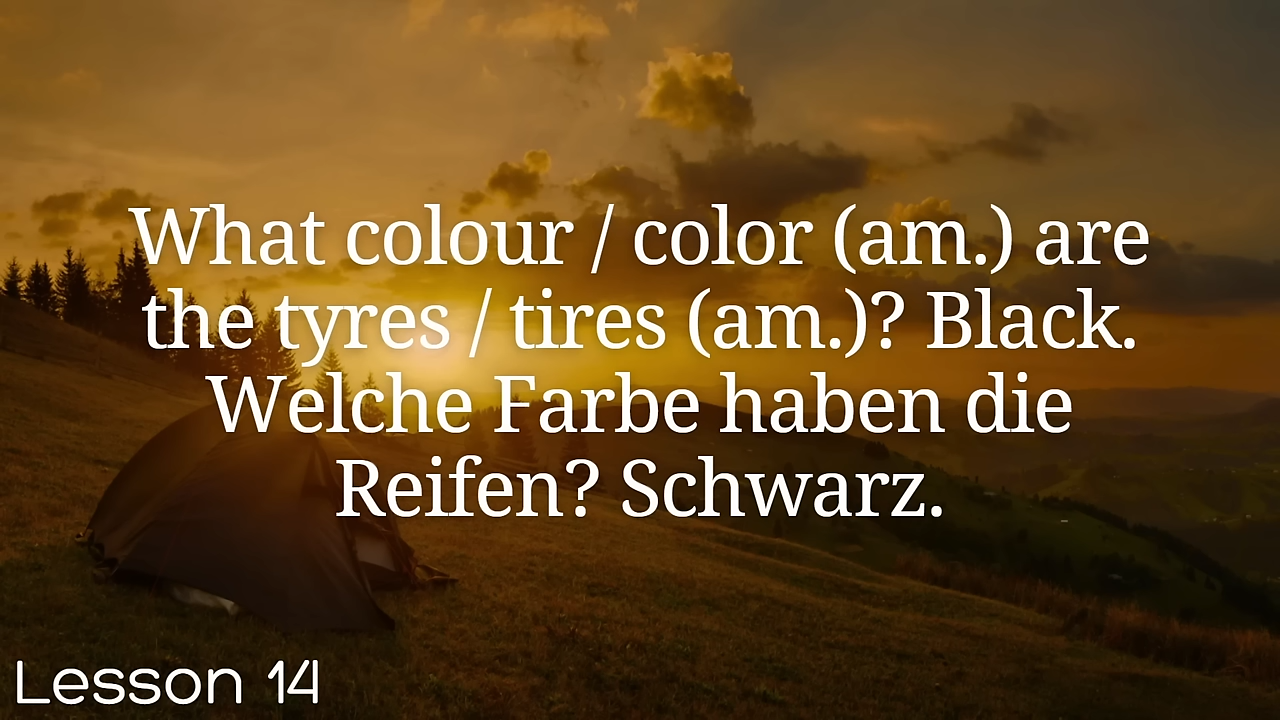 What colour / color (am.) are
the tyres / tires (am.)? Black.
Welche Farbe haben die
Reifen? Schwarz.
Lesson 14